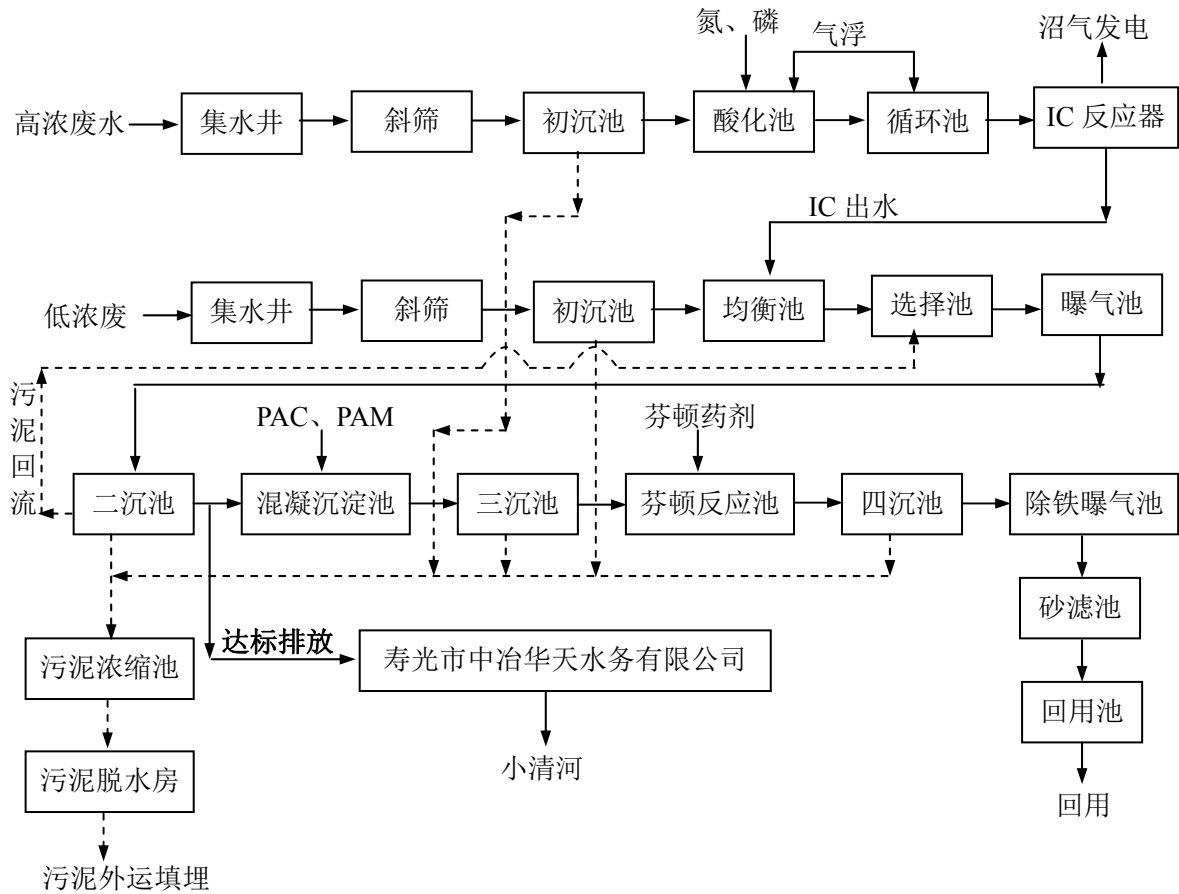 氮、磷
气浮
沼气发电
高浓废水
集水井
斜筛
初沉池
酸化池
循环池
IC 反应器
IC 出水
低浓废
集水井
斜筛
初沉池
均衡池
选择池
曝气池
污泥回流
PAC、PAM
芬顿药剂
二沉池
混凝沉淀池
三沉池
芬顿反应池
四沉池
除铁曝气池
砂滤池
达标排放
寿光市中冶华天水务有限公司
污泥浓缩池
回用池
小清河
污泥脱水房
回用
污泥外运填埋